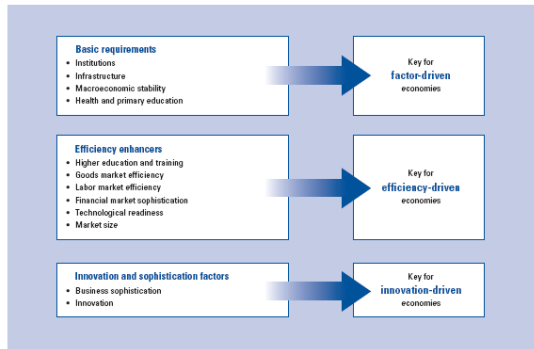 Basic requirements
• Institutions
• Infrastructure
• Macroeconomic stability
• Health and primary education
Key for
factor-driven
economies
Efficiency enhancers
• Higher education and training
• Goods market efficiency
• Labor market efficiency
• Financial market sophistication
• Technological readiness
• Market size
Key for
efficiency-driven
economies
Innovation and sophistication factors
• Business sophistication
• Innovation
Key for
innovation-driven
economies